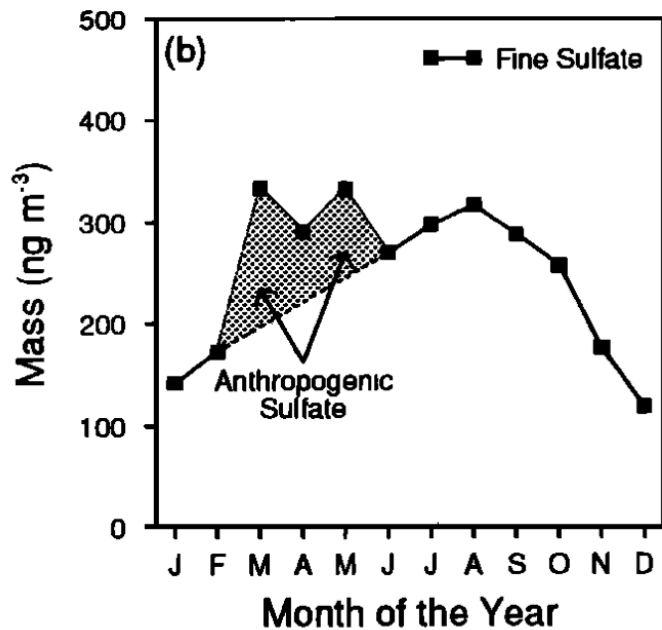 500
(b)
Fine Sulfate
400
300
200
100
0
Anthropogenic
Sulfate
Mass (ng m⁻³)
J F M A M J J A S O N D
Month of the Year